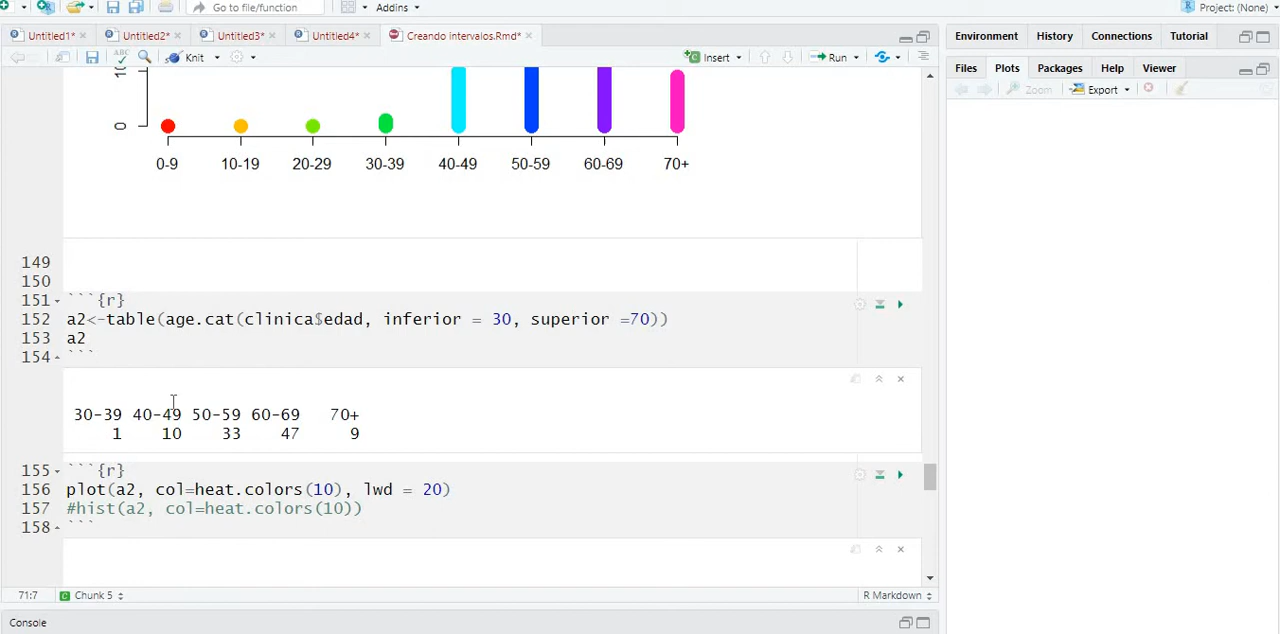 Go to file/function Addins Project: (None)
Untitled1* × Untitled2* × Untitled3* × Untitled4* × Creando intervalos.Rmd* × Environment History Connections Tutorial
ABC Knit Insert Run Files Plots Packages Help Viewer
Zoom Export
0
0-9 10-19 20-29 30-39 40-49 50-59 60-69 70+
149
150
151 ```{r}
152 a2<-table(age.cat(clinica$edad, inferior = 30, superior =70))
153 a2
154 ```
30-39 40-49 50-59 60-69 70+
1 10 33 47 9
155 ```{r}
156 plot(a2, col=heat.colors(10), lwd = 20)
157 #hist(a2, col=heat.colors(10))
158 ```
71:7 C Chunk 5 R Markdown
Console